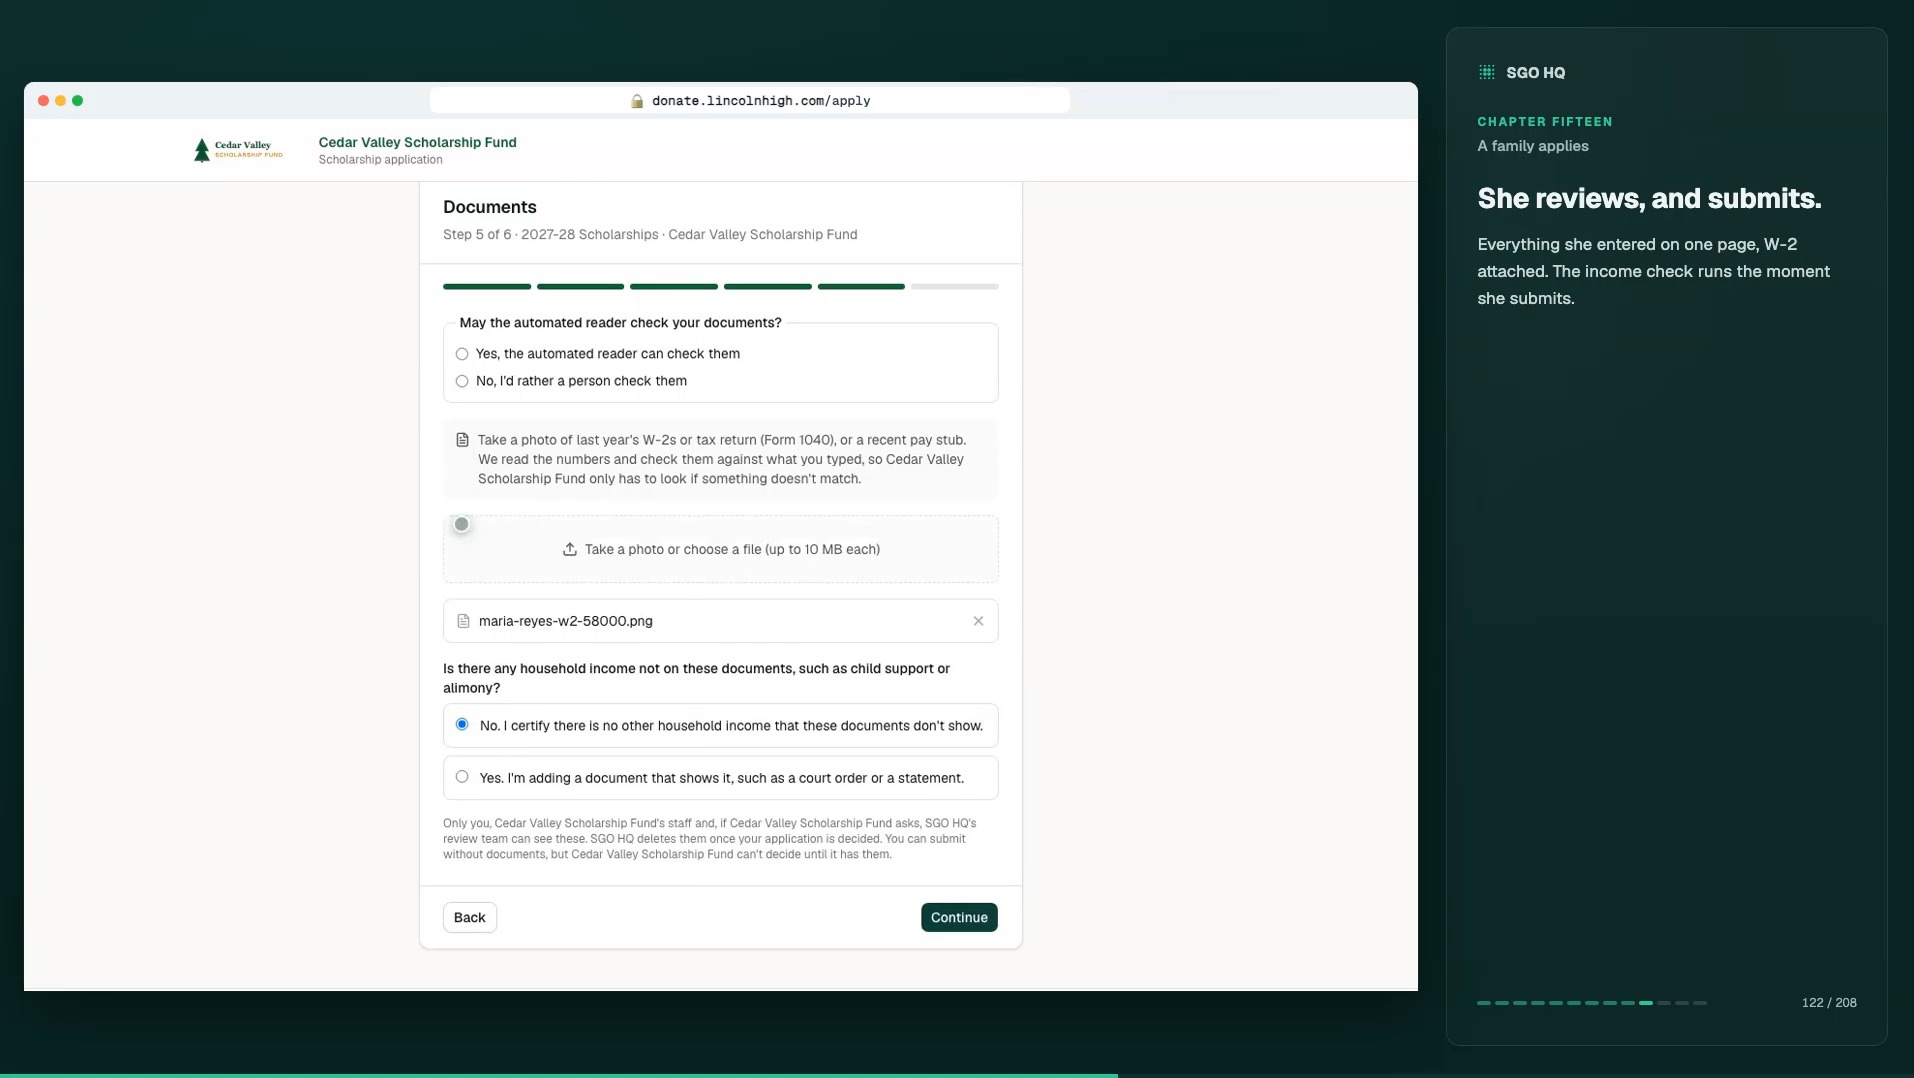 donate.lincolnhigh.com/apply
Cedar Valley
SCHOLARSHIP FUND
Cedar Valley Scholarship Fund
Scholarship application
Documents
Step 5 of 6 · 2027-28 Scholarships · Cedar Valley Scholarship Fund
May the automated reader check your documents?
Yes, the automated reader can check them
No, I'd rather a person check them
Take a photo of last year's W-2s or tax return (Form 1040), or a recent pay stub.
We read the numbers and check them against what you typed, so Cedar Valley
Scholarship Fund only has to look if something doesn't match.
Take a photo or choose a file (up to 10 MB each)
maria-reyes-w2-58000.png
Is there any household income not on these documents, such as child support or
alimony?
No. I certify there is no other household income that these documents don't show.
Yes. I'm adding a document that shows it, such as a court order or a statement.
Only you, Cedar Valley Scholarship Fund's staff and, if Cedar Valley Scholarship Fund asks, SGO HQ's
review team can see these. SGO HQ deletes them once your application is decided. You can submit
without documents, but Cedar Valley Scholarship Fund can't decide until it has them.
Back
Continue
SGO HQ
CHAPTER FIFTEEN
A family applies
She reviews, and submits.
Everything she entered on one page, W-2
attached. The income check runs the moment
she submits.
122 / 208